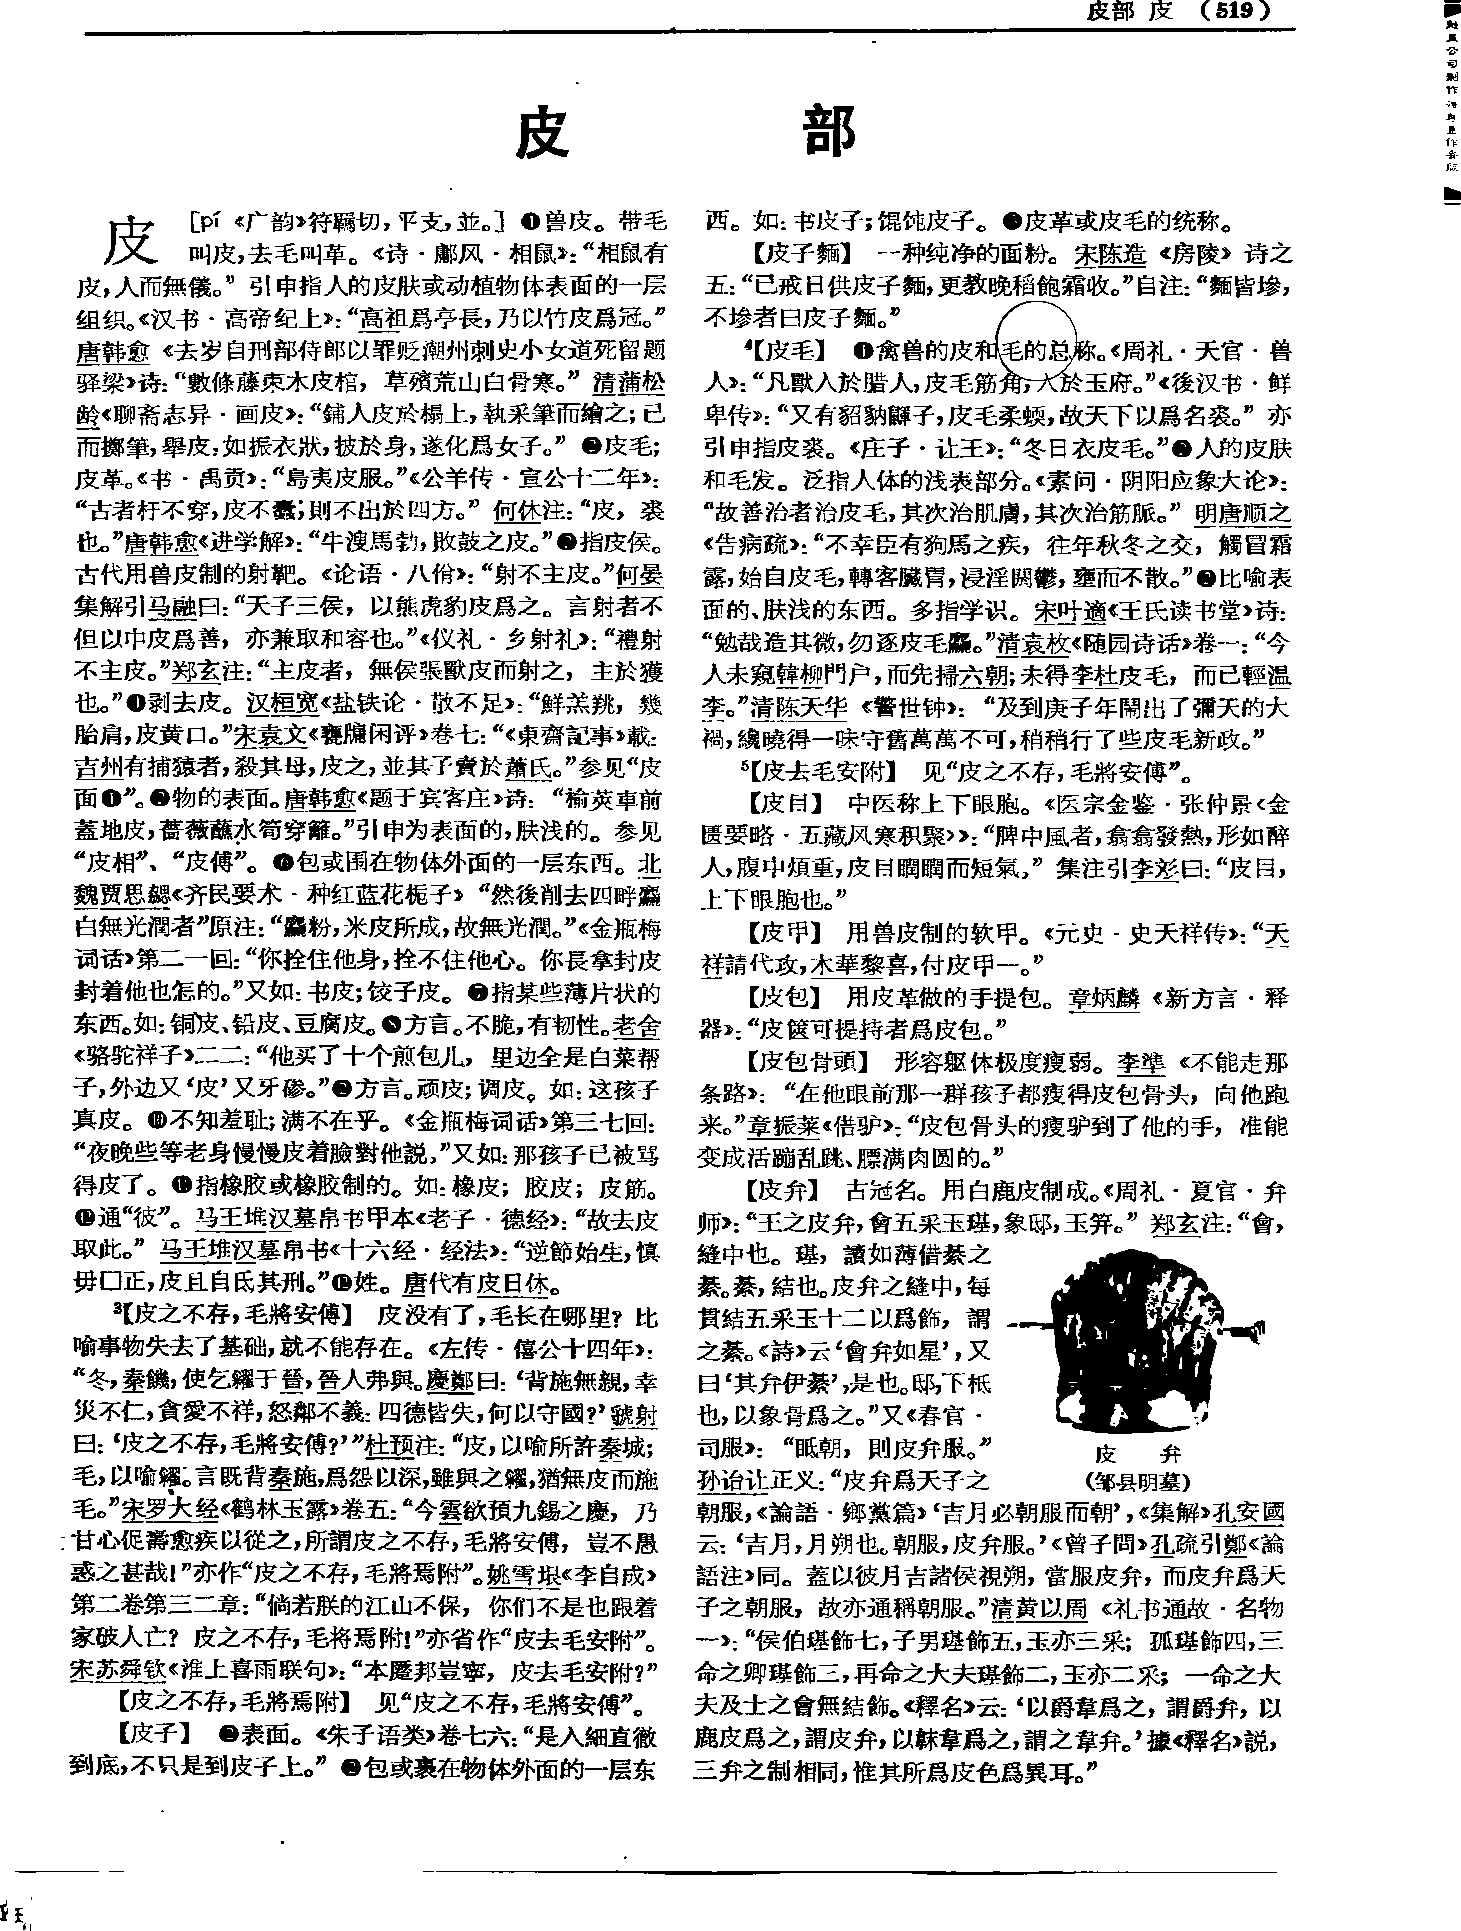 皮部 皮 （519）
皮 部
皮 [pí《广韵》符羁切，平支，並。] ❶兽皮。带毛
叫皮，去毛叫革。《诗·鄘风·相鼠》：“相鼠有
皮，人而無儀。” 引申指人的皮肤或动植物体表面的一层
组织。《汉书·高帝纪上》：“高祖爲亭長，乃以竹皮爲冠。”
唐韩愈《去岁自刑部侍郎以罪贬潮州刺史小女道死留题
驿梁》诗：“數條藤束木皮棺，草殯荒山白骨寒。” 清蒲松
龄《聊斋志异·画皮》：“鋪人皮於榻上，執采筆而繪之；已
而擲筆，舉皮，如振衣狀，披於身，遂化爲女子。” ❷皮毛；
皮革。《书·禹贡》：“島夷皮服。”《公羊传·宣公十二年》：
“古者杅不穿，皮不蠹，則不出於四方。” 何休注：“皮，裘
也。”唐韩愈《进学解》：“牛溲馬勃，敗鼓之皮。”❸指皮侯。
古代用兽皮制的射靶。《论语·八佾》：“射不主皮。”何晏
集解引马融曰：“天子三侯，以熊虎豹皮爲之。言射者不
但以中皮爲善，亦兼取和容也。”《仪礼·乡射礼》：“禮射
不主皮。”郑玄注：“主皮者，無侯張獸皮而射之，主於獲
也。”❹剥去皮。汉桓宽《盐铁论·散不足》：“鮮羔䍮，幾
胎肩，皮黄口。”宋袁文《甕牖闲评》卷七：“《東齋記事》載：
吉州有捕猿者，殺其母，皮之，並其子賣於蕭氏。”参见“皮
面❶”。❺物的表面。唐韩愈《题于宾客庄》诗：“榆莢車前
蓋地皮，薔薇蘸水筍穿籬。”引申为表面的，肤浅的。参见
“皮相”、“皮傅”。❻包或围在物体外面的一层东西。北
魏贾思勰《齐民要术·种红蓝花栀子》“然後削去四畔麤
白無光潤者”原注：“麤粉，米皮所成，故無光潤。”《金瓶梅
词话》第二一回：“你拴住他身，拴不住他心。你長拿封皮
封着他也怎的。”又如：书皮；饺子皮。❼指某些薄片状的
东西。如：铜皮、铅皮、豆腐皮。❽方言。不脆，有韧性。老舍
《骆驼祥子》二二：“他买了十个煎包儿，里边全是白菜帮
子，外边又‘皮’又牙碜。”❾方言。顽皮；调皮。如：这孩子
真皮。❿不知羞耻；满不在乎。《金瓶梅词话》第三七回：
“夜晚些等老身慢慢皮着臉對他説。”又如：那孩子已被骂
得皮了。⓫指橡胶或橡胶制的。如：橡皮；胶皮；皮筋。
⓬通“彼”。马王堆汉墓帛书甲本《老子·德经》：“故去皮
取此。” 马王堆汉墓帛书《十六经·经法》：“逆節始生，慎
毋□正，皮且自氐其刑。”⓭姓。唐代有皮日休。
³【皮之不存，毛將安傅】 皮没有了，毛长在哪里？比
喻事物失去了基础，就不能存在。《左传·僖公十四年》：
“冬，秦饑，使乞糴于晉，晉人弗與。慶鄭曰：‘背施無親，幸
災不仁，貪愛不祥，怒鄰不義：四德皆失，何以守國？’虢射
曰：‘皮之不存，毛將安傅？’”杜预注：“皮，以喻所許秦城；
毛，以喻糴。言既背秦施，爲怨以深，雖與之糴，猶無皮而施
毛。”宋罗大经《鹤林玉露》卷五：“今雲欲預九錫之慶，乃
甘心促壽愈疾以從之，所謂皮之不存，毛將安傅，豈不愚
惑之甚哉！”亦作“皮之不存，毛將焉附”。姚雪垠《李自成》
第二卷第三二章：“倘若朕的江山不保，你们不是也跟着
家破人亡？皮之不存，毛将焉附！”亦省作“皮去毛安附”。
宋苏舜钦《淮上喜雨联句》：“本蹙邦豈寧，皮去毛安附？”
【皮之不存，毛將焉附】 见“皮之不存，毛將安傅”。
【皮子】 ❶表面。《朱子语类》卷七六：“是入細直徹
到底，不只是到皮子上。” ❷包或裹在物体外面的一层东
西。如：书皮子；馄饨皮子。❸皮革或皮毛的统称。
【皮子麵】 一种纯净的面粉。宋陈造《房陵》诗之
五：“已戒日供皮子麵，更教晚稻飽霜收。”自注：“麵皆墋，
不墋者曰皮子麵。”
⁴【皮毛】 ❶禽兽的皮和毛的总称。《周礼·天官·兽
人》：“凡獸入於腊人，皮毛筋角，入於玉府。”《後汉书·鲜
卑传》：“又有貂豽鼲子，皮毛柔蝡，故天下以爲名裘。” 亦
引申指皮裘。《庄子·让王》：“冬日衣皮毛。”❷人的皮肤
和毛发。泛指人体的浅表部分。《素问·阴阳应象大论》：
“故善治者治皮毛，其次治肌膚，其次治筋脈。” 明唐顺之
《告病疏》：“不幸臣有狗馬之疾，往年秋冬之交，觸冒霜
露，始自皮毛，轉客臟胃，浸淫閼鬱，壅而不散。”❸比喻表
面的、肤浅的东西。多指学识。宋叶適《王氏读书堂》诗：
“勉哉造其微，勿逐皮毛麤。”清袁枚《随园诗话》卷一：“今
人未窺韓柳門户，而先掃六朝；未得李杜皮毛，而已輕温
李。”清陈天华《警世钟》：“及到庚子年鬧出了彌天的大
禍，纔曉得一味守舊萬萬不可，稍稍行了些皮毛新政。”
⁵【皮去毛安附】 见“皮之不存，毛將安傅”。
【皮目】 中医称上下眼胞。《医宗金鉴·张仲景〈金
匮要略·五藏风寒积聚〉》：“脾中風者，翕翕發熱，形如醉
人，腹中煩重，皮目瞤瞤而短氣。” 集注引李彣曰：“皮目，
上下眼胞也。”
【皮甲】 用兽皮制的软甲。《元史·史天祥传》：“天
祥請代攻，木華黎喜，付皮甲一。”
【皮包】 用皮革做的手提包。章炳麟《新方言·释
器》：“皮篋可提持者爲皮包。”
【皮包骨頭】 形容躯体极度瘦弱。李準《不能走那
条路》：“在他眼前那一群孩子都瘦得皮包骨头，向他跑
来。”章振莱《借驴》：“皮包骨头的瘦驴到了他的手，准能
变成活蹦乱跳、膘满肉圆的。”
【皮弁】 古冠名。用白鹿皮制成。《周礼·夏官·弁
师》：“王之皮弁，會五采玉璂，象邸，玉笄。” 郑玄注：“會，
縫中也。璂，讀如薄借綦之
綦。綦，結也。皮弁之縫中，每
貫結五采玉十二以爲飾，謂
之綦。《詩》云‘會弁如星’，又
曰‘其弁伊綦’，是也。邸，下柢
也，以象骨爲之。”又《春官·
司服》：“眡朝，則皮弁服。”
孙诒让正义：“皮弁爲天子之
皮 弁
（邹县明墓）
朝服，《論語·鄉黨篇》‘吉月必朝服而朝’，《集解》孔安國
云：‘吉月，月朔也。朝服，皮弁服。’《曾子問》孔疏引鄭《論
語注》同。蓋以彼月吉諸侯視朔，當服皮弁，而皮弁爲天
子之朝服，故亦通稱朝服。”清黄以周《礼书通故·名物
一》：“侯伯璂飾七，子男璂飾五，玉亦三采；孤璂飾四，三
命之卿璂飾三，再命之大夫璂飾二，玉亦二采；一命之大
夫及士之會無結飾。《釋名》云：‘以爵韋爲之，謂爵弁，以
鹿皮爲之，謂皮弁，以韎韋爲之，謂之韋弁。’據《釋名》説，
三弁之制相同，惟其所爲皮色爲異耳。”